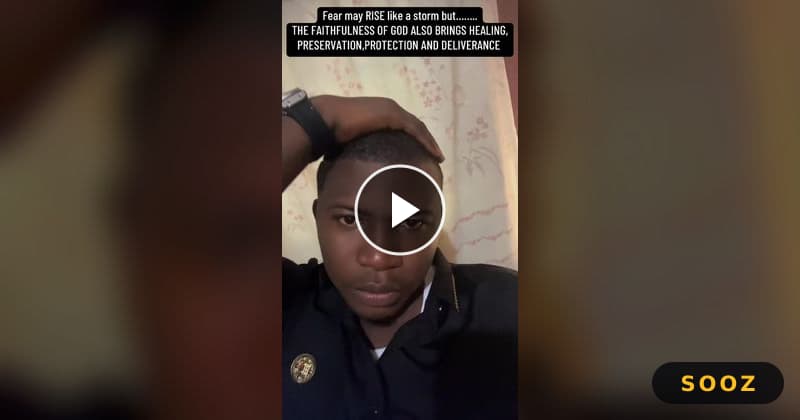 Fear may RISE like a storm but........
THE FAITHFULNESS OF GOD ALSO BRINGS HEALING,
PRESERVATION,PROTECTION AND DELIVERANCE
SOOZ